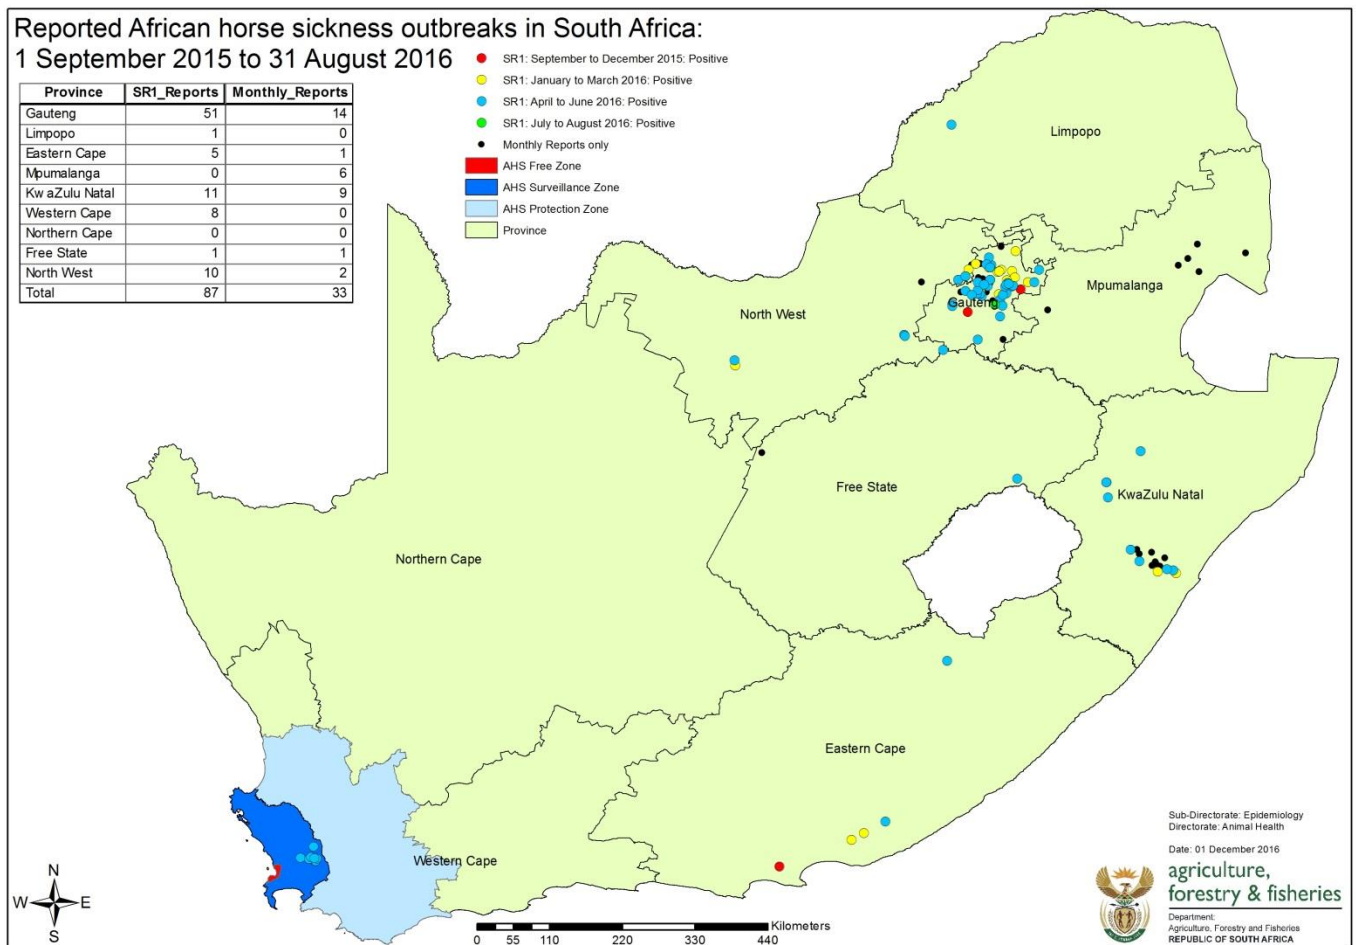 Reported African horse sickness outbreaks in South Africa:
1 September 2015 to 31 August 2016
Province SR1_Reports Monthly_Reports
Gauteng 51 14
Limpopo 1 0
Eastern Cape 5 1
Mpumalanga 0 6
KwaZulu Natal 11 9
Western Cape 8 0
Northern Cape 0 0
Free State 1 1
North West 10 2
Total 87 33
SR1: September to December 2015: Positive
SR1: January to March 2016: Positive
SR1: April to June 2016: Positive
SR1: July to August 2016: Positive
Monthly Reports only
AHS Free Zone
AHS Surveillance Zone
AHS Protection Zone
Province
Limpopo
Mpumalanga
Gauteng
North West
Free State
KwaZulu Natal
Northern Cape
Eastern Cape
Western Cape
N
W E
S
Kilometers
0 55 110 220 330 440
Sub-Directorate: Epidemiology
Directorate: Animal Health
Date: 01 December 2016
agriculture,
forestry & fisheries
Department:
Agriculture, Forestry and Fisheries
REPUBLIC OF SOUTH AFRICA